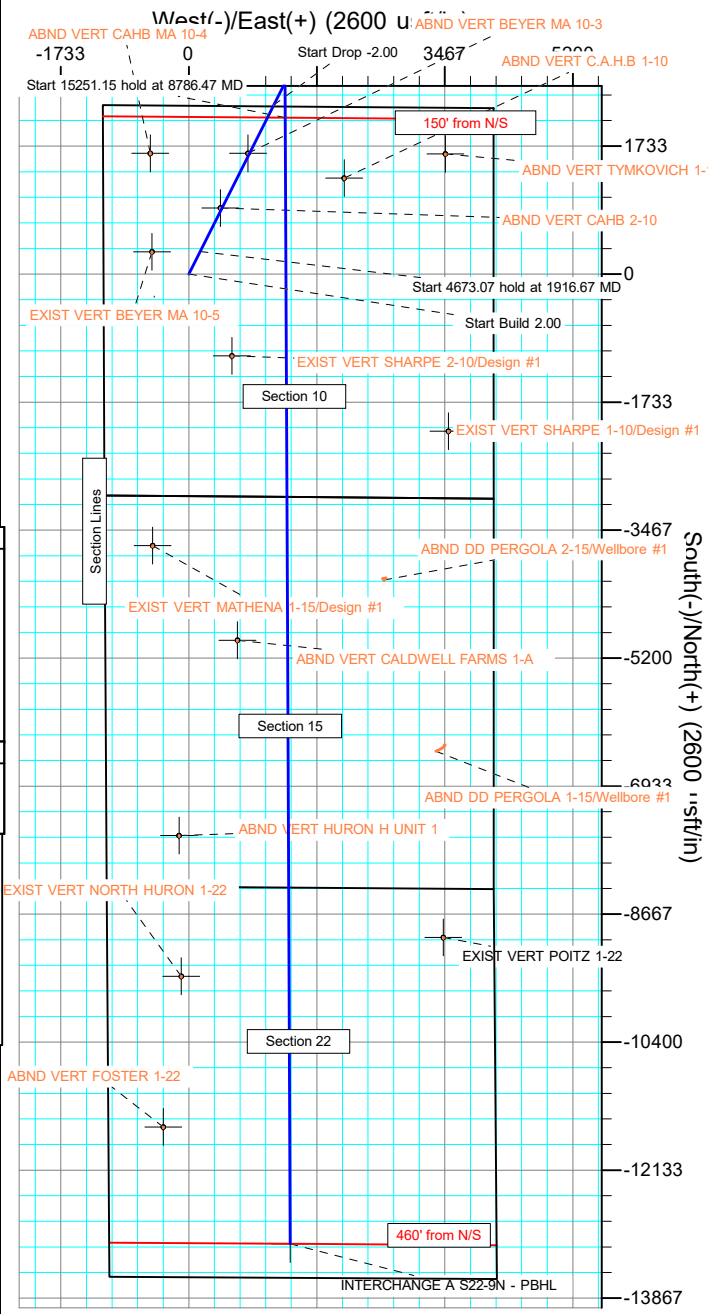 West(-)/East(+) (2600
ABND VERT CAHB MA 10-4
ABND VERT BEYER MA 10-3
-1733
0
3467
Start Drop -2.00
ABND VERT C.A.H.B 1-10
Start 15251.15 hold at 8786.47 MD
150' from N/S
1733
ABND VERT TYMKOVICH
ABND VERT CAHB 2-10
0
Start 4673.07 hold at 1916.67 MD
EXIST VERT BEYER MA 10-5
Start Build 2.00
EXIST VERT SHARPE 2-10/Design #1
Section 10
-1733
EXIST VERT SHARPE 1-10/Design #1
Section Lines
-3467
South(-)/North(+) (2600 usft/in)
ABND DD PERGOLA 2-15/Wellbore #1
EXIST VERT MATHENA 1-15/Design #1
-5200
ABND VERT CALDWELL FARMS 1-A
Section 15
-6933
ABND DD PERGOLA 1-15/Wellbore #1
ABND VERT HURON H UNIT 1
EXIST VERT NORTH HURON 1-22
-8667
EXIST VERT POITZ 1-22
Section 22
-10400
ABND VERT FOSTER 1-22
-12133
460' from N/S
INTERCHANGE A S22-9N - PBHL
-13867